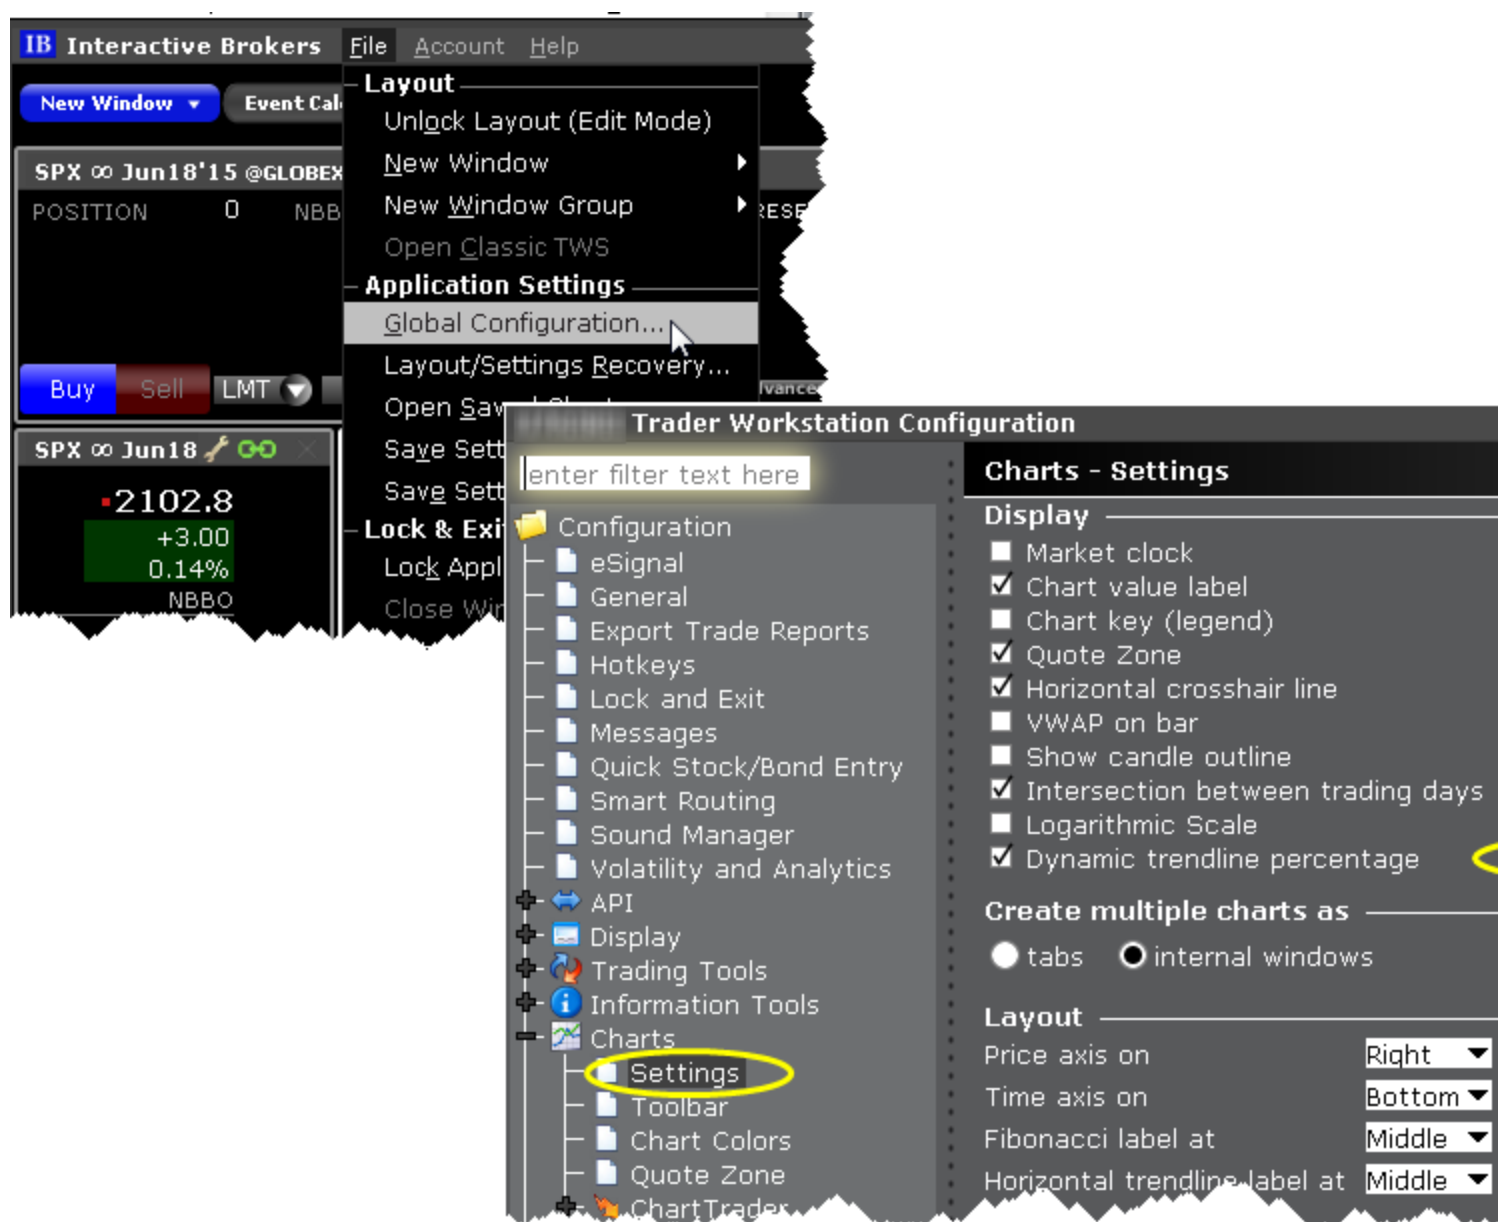 IB Interactive Brokers File Account Help
New Window Event Cal
Layout
Unlock Layout (Edit Mode)
New Window
New Window Group
Open Classic TWS
Application Settings
Global Configuration...
Layout/Settings Recovery...
Open
Save Sett
Save Sett
Lock & Exi
Lock Appl
Close Win
SPX ∞ Jun18'15 @GLOBEX
POSITION 0 NBB
RESE
Buy Sell LMT
dvance
SPX ∞ Jun18
2102.8
+3.00
0.14%
NBBO
Trader Workstation Configuration
enter filter text here
Configuration
eSignal
General
Export Trade Reports
Hotkeys
Lock and Exit
Messages
Quick Stock/Bond Entry
Smart Routing
Sound Manager
Volatility and Analytics
API
Display
Trading Tools
Information Tools
Charts
Settings
Toolbar
Chart Colors
Quote Zone
ChartTrader
Charts - Settings
Display
Market clock
Chart value label
Chart key (legend)
Quote Zone
Horizontal crosshair line
VWAP on bar
Show candle outline
Intersection between trading days
Logarithmic Scale
Dynamic trendline percentage
Create multiple charts as
tabs internal windows
Layout
Price axis on Right
Time axis on Bottom
Fibonacci label at Middle
Horizontal trendline label at Middle